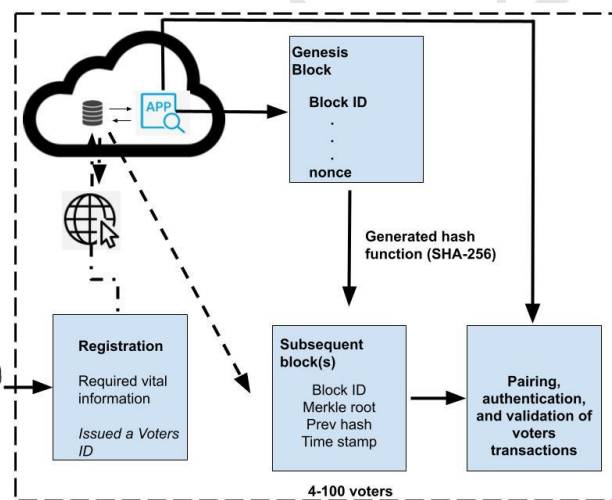 APP
Genesis
Block
Block ID
.
.
.
nonce
Generated hash
function (SHA-256)
Registration
Required vital
information
Issued a Voters
ID
Subsequent
block(s)
Block ID
Merkle root
Prev hash
Time stamp
Pairing,
authentication,
and validation of
voters
transactions
4-100 voters